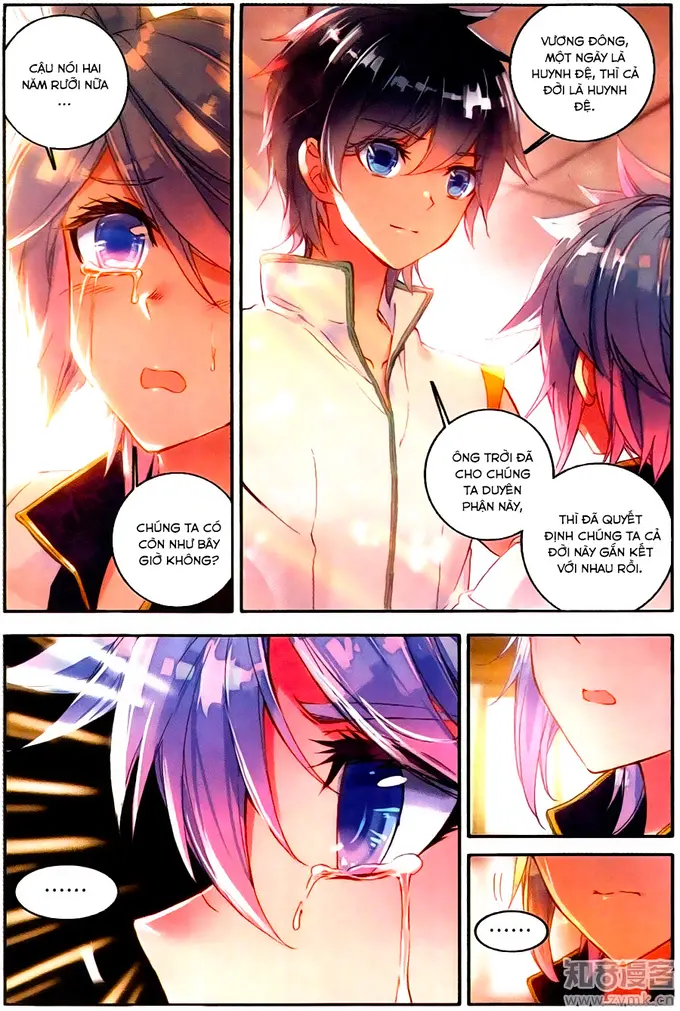 CẬU NÓI HAI
NĂM RƯỠI NỮA
...
CHÚNG TA CÓ
CÒN NHƯ BÂY
GIỜ KHÔNG?
VƯƠNG ĐÔNG,
MỘT NGÀY LÀ
HUYNH ĐỆ, THÌ CẢ
ĐỜI LÀ HUYNH
ĐỆ.
ÔNG TRỜI ĐÃ
CHO CHÚNG
TA DUYÊN
PHẬN NÀY,
THÌ ĐÃ QUYẾT
ĐỊNH CHÚNG TA CẢ
ĐỜI NÀY GẮN KẾT
VỚI NHAU RỒI.
......
......
知音漫客
www.zymk.cn